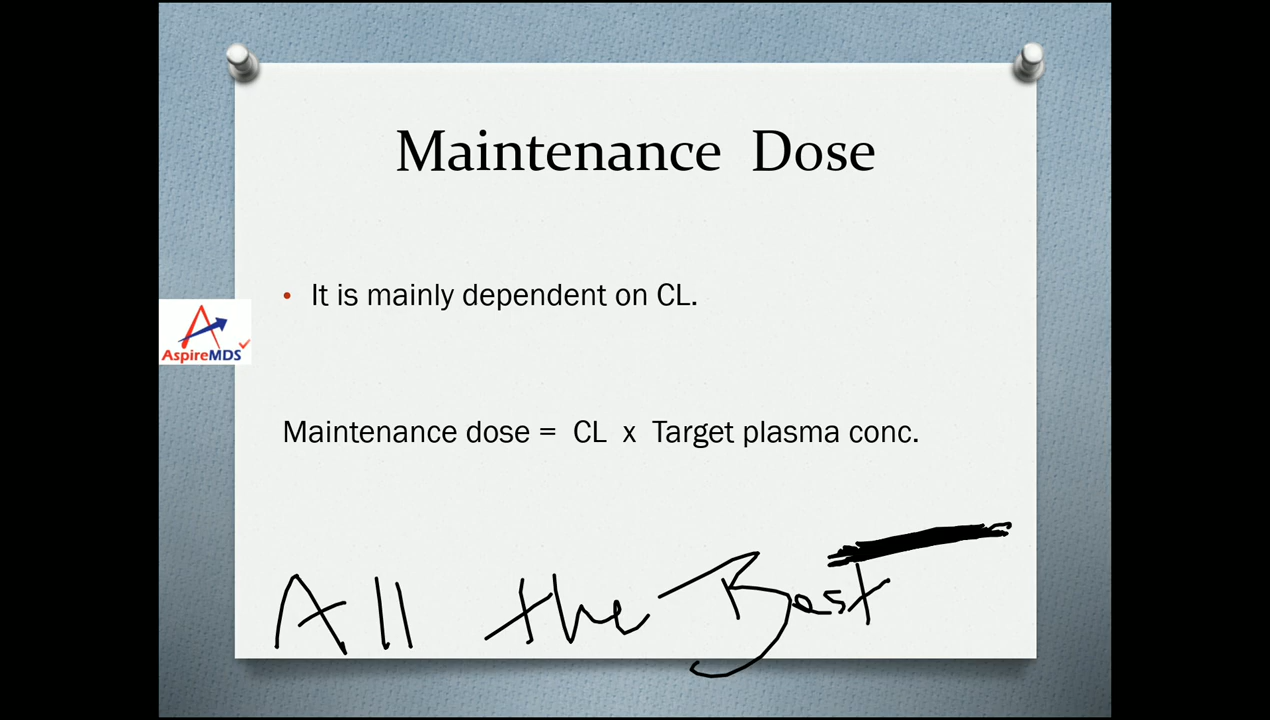 Maintenance Dose
• It is mainly dependent on CL.
AspireMDS
Maintenance dose = CL x Target plasma conc.
All the Best